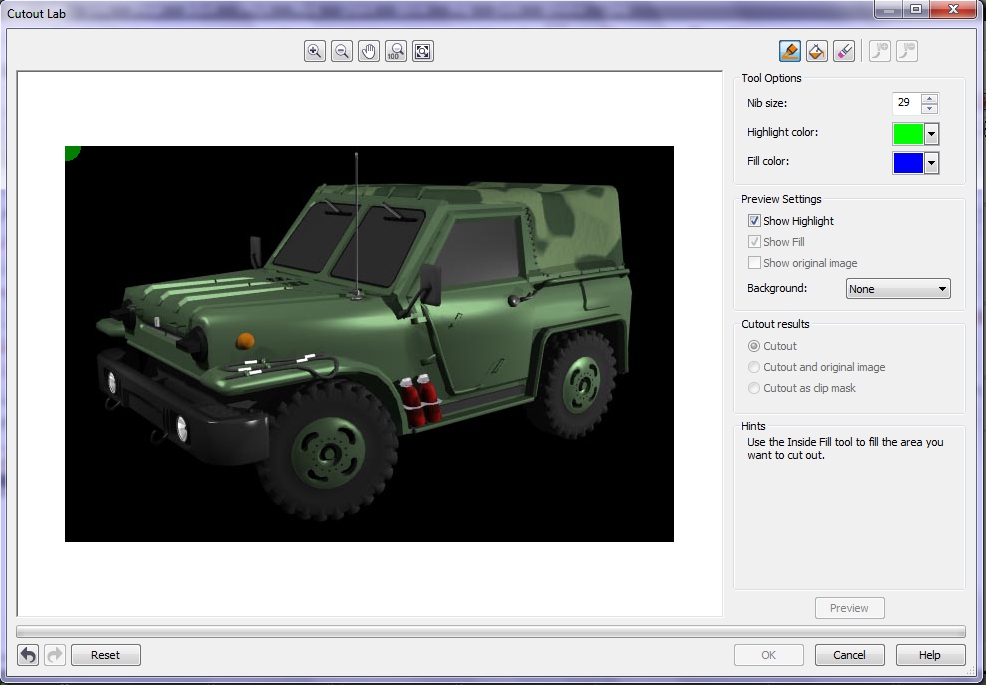 Cutout Lab
100
Tool Options
Nib size:
29
Highlight color:
Fill color:
Preview Settings
Show Highlight
Show Fill
Show original image
Background:
None
Cutout results
Cutout
Cutout and original image
Cutout as clip mask
Hints
Use the Inside Fill tool to fill the area you
want to cut out.
Preview
Reset
OK
Cancel
Help